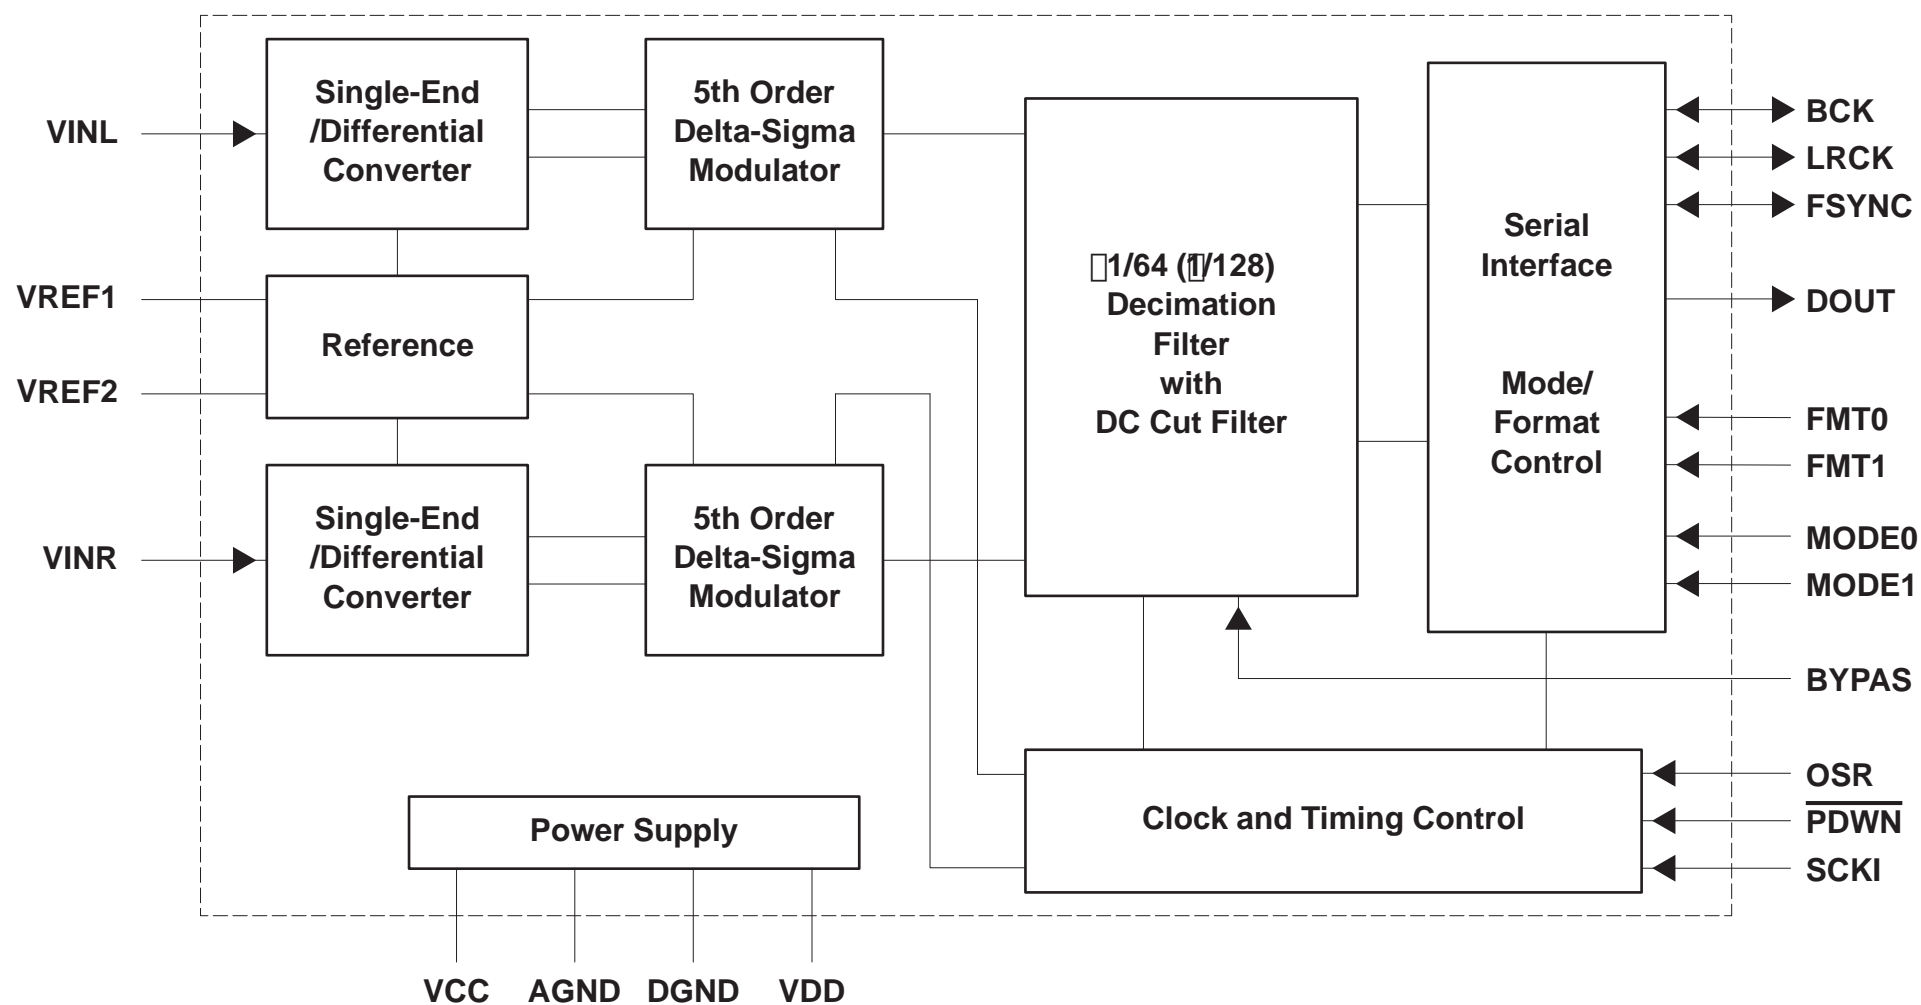 Single-End
/Differential
Converter
5th Order
Delta-Sigma
Modulator
VINL
BCK
LRCK
FSYNC
Serial
Interface
1/64 (1/128)
Decimation
Filter
with
DC Cut Filter
VREF1
DOUT
Reference
VREF2
Mode/
Format
Control
FMT0
FMT1
Single-End
/Differential
Converter
5th Order
Delta-Sigma
Modulator
VINR
MODE0
MODE1
BYPAS
OSR
PDWN
SCKI
Clock and Timing Control
Power Supply
VCC
AGND
DGND
VDD